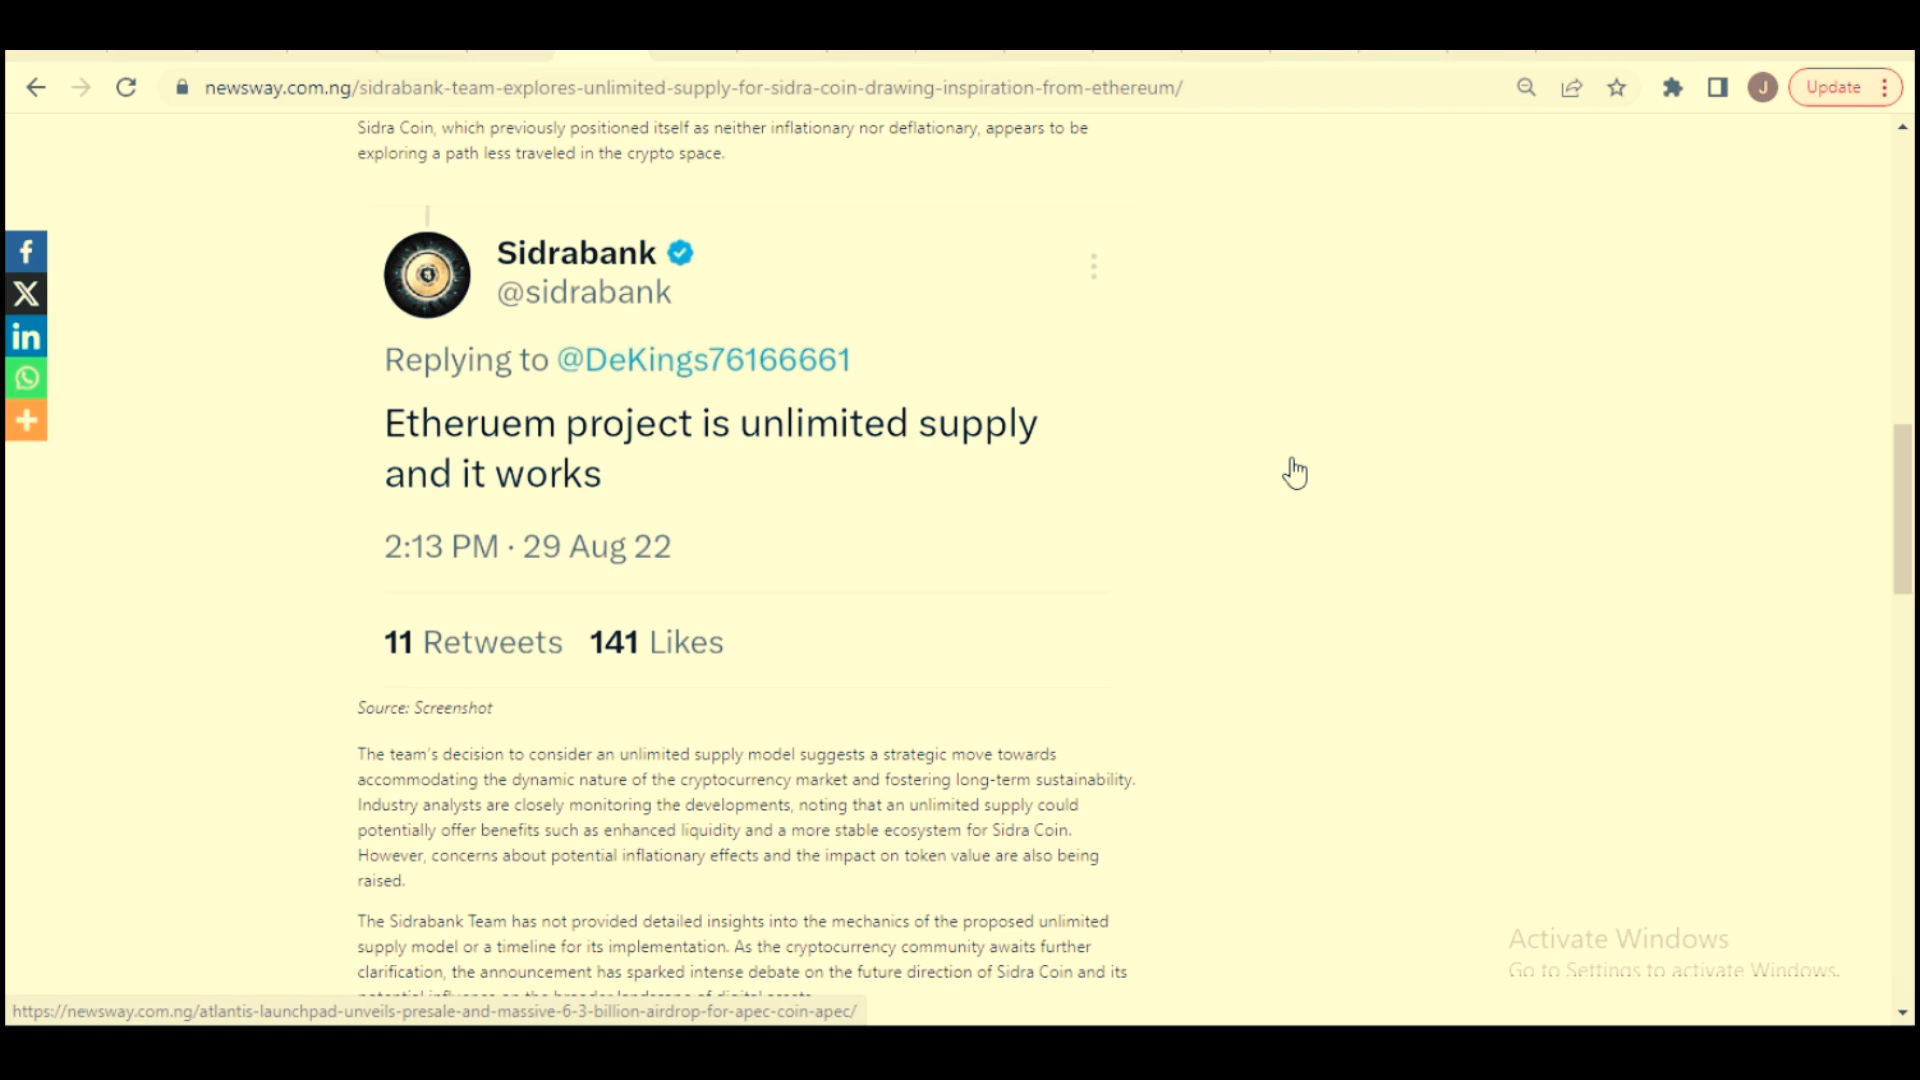 newsway.com.ng/sidrabank-team-explores-unlimited-supply-for-sidra-coin-drawing-inspiration-from-ethereum/
J
Update
Sidra Coin, which previously positioned itself as neither inflationary nor deflationary, appears to be
exploring a path less traveled in the crypto space.
Sidrabank
@sidrabank
Replying to @DeKings76166661
Etheruem project is unlimited supply
and it works
2:13 PM · 29 Aug 22
11 Retweets 141 Likes
Source: Screenshot
The team's decision to consider an unlimited supply model suggests a strategic move towards
accommodating the dynamic nature of the cryptocurrency market and fostering long-term sustainability.
Industry analysts are closely monitoring the developments, noting that an unlimited supply could
potentially offer benefits such as enhanced liquidity and a more stable ecosystem for Sidra Coin.
However, concerns about potential inflationary effects and the impact on token value are also being
raised.
The Sidrabank Team has not provided detailed insights into the mechanics of the proposed unlimited
supply model or a timeline for its implementation. As the cryptocurrency community awaits further
clarification, the announcement has sparked intense debate on the future direction of Sidra Coin and its
potential influence on the broader landscape of digital assets.
Activate Windows
Go to Settings to activate Windows.
https://newsway.com.ng/atlantis-launchpad-unveils-presale-and-massive-6-3-billion-airdrop-for-apec-coin-apec/